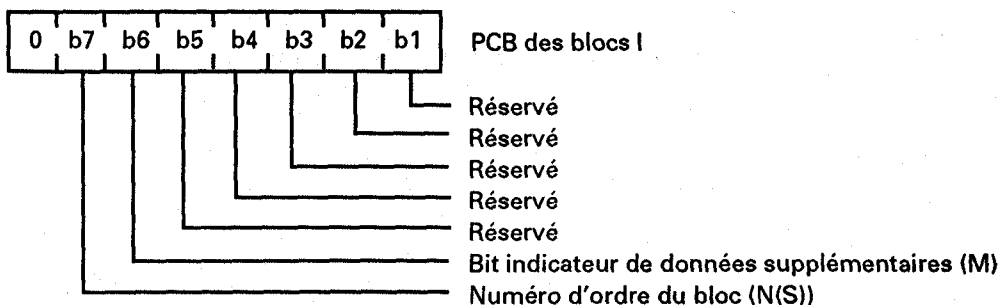 0 b7 b6 b5 b4 b3 b2 b1 PCB des blocs I
Réservé
Réservé
Réservé
Réservé
Réservé
Bit indicateur de données supplémentaires (M)
Numéro d'ordre du bloc (N(S))